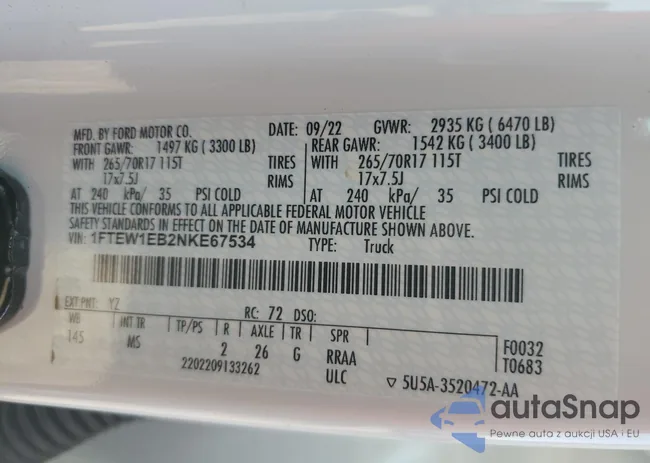 MFD. BY FORD MOTOR CO.
DATE: 09/22 GVWR: 2935 KG ( 6470 LB)
FRONT GAWR: 1497 KG ( 3300 LB) REAR GAWR: 1542 KG ( 3400 LB)
WITH 265/70R17 115T TIRES WITH 265/70R17 115T TIRES
17x7.5J RIMS 17x7.5J RIMS
AT 240 kPa/ 35 PSI COLD AT 240 kPa/ 35 PSI COLD
THIS VEHICLE CONFORMS TO ALL APPLICABLE FEDERAL MOTOR VEHICLE
SAFETY STANDARDS IN EFFECT ON THE DATE OF MANUFACTURE SHOWN ABOVE.
VIN: 1FTEW1EB2NKE67534 TYPE: Truck
EXT PNT: YZ RC: 72 DSO:
WB INT TR TP/PS R AXLE TR SPR F0032
145 MS 2 26 G RRAA T0683
2202209133262 ULC ▽ 5U5A-3520472-AA
autaSnap
Pewne auta z aukcji USA i EU